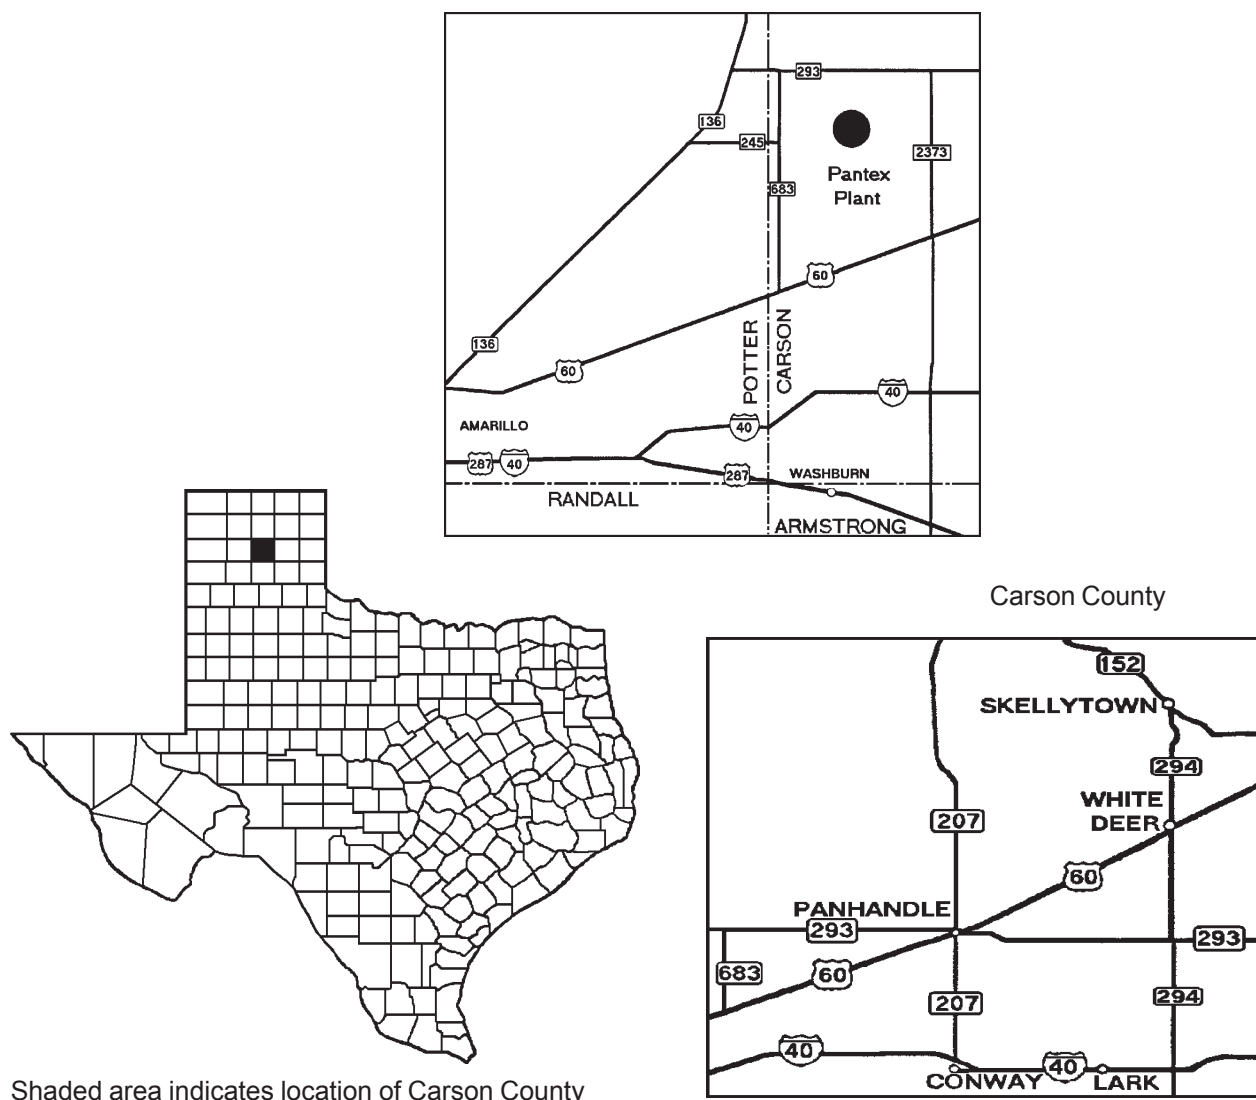 293
136
245
2373
Pantex
Plant
683
60
136
60
POTTER
CARSON
40
AMARILLO
40
287
40
287
WASHBURN
RANDALL
ARMSTRONG
Carson County
152
SKELLYTOWN
294
WHITE
DEER
207
60
PANHANDLE
293
293
683
60
207
294
40
40
CONWAY
LARK
Shaded area indicates location of Carson County